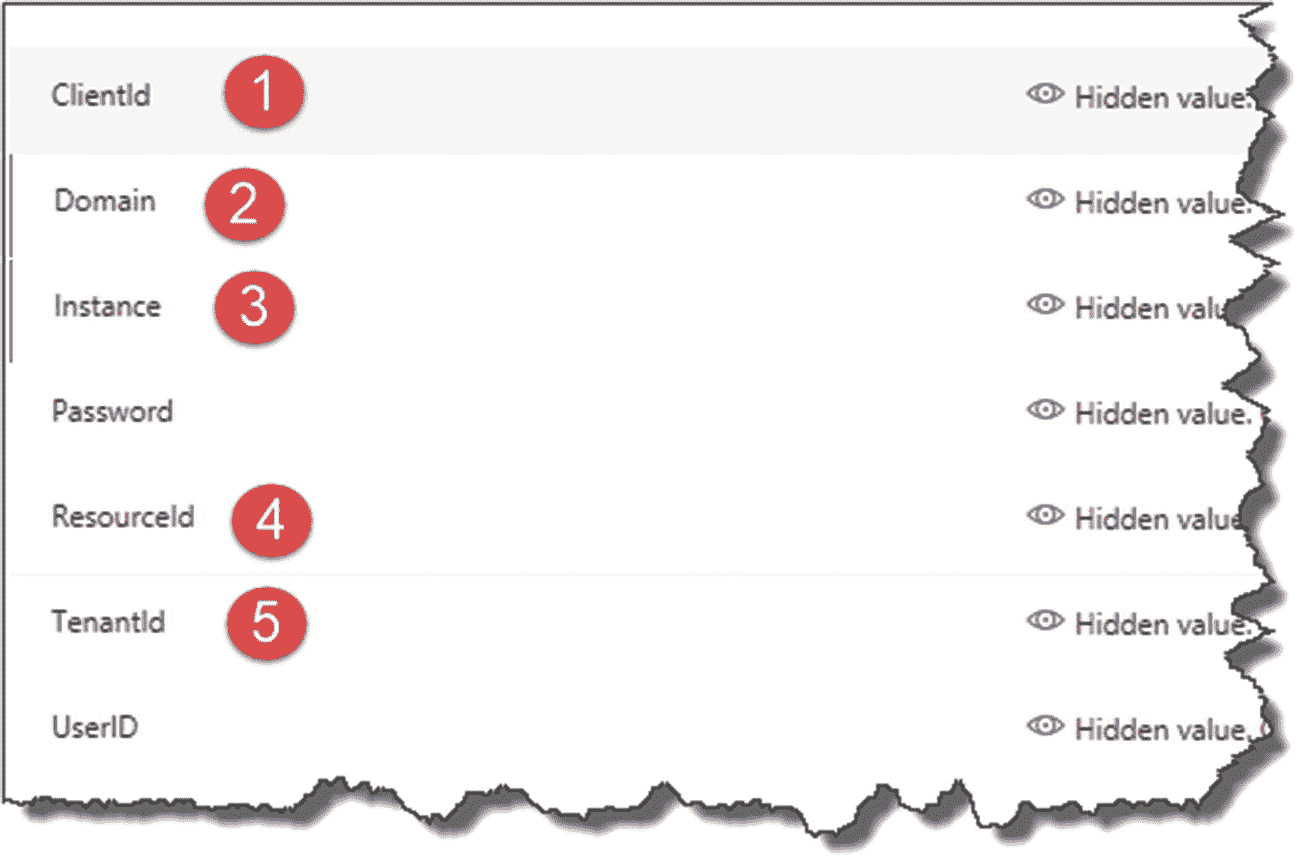 ClientId 1 Hidden value.
Domain 2 Hidden value.
Instance 3 Hidden valu
Password Hidden value.
ResourceId 4 Hidden value
TenantId 5 Hidden value.
UserID Hidden value.